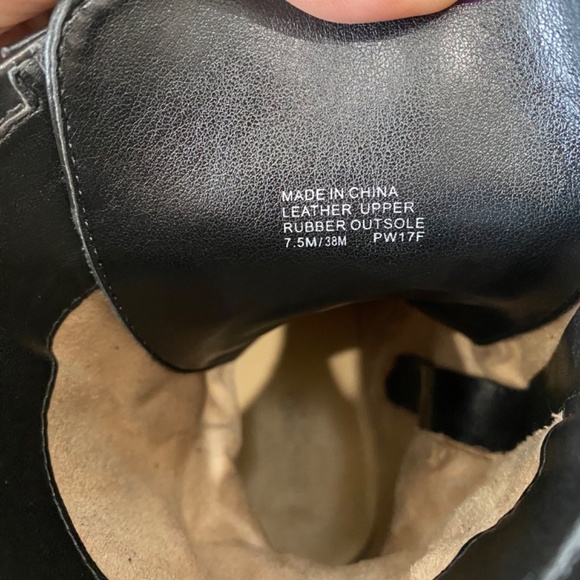 MADE IN CHINA
LEATHER UPPER
RUBBER OUTSOLE
7.5M/38M PW17F